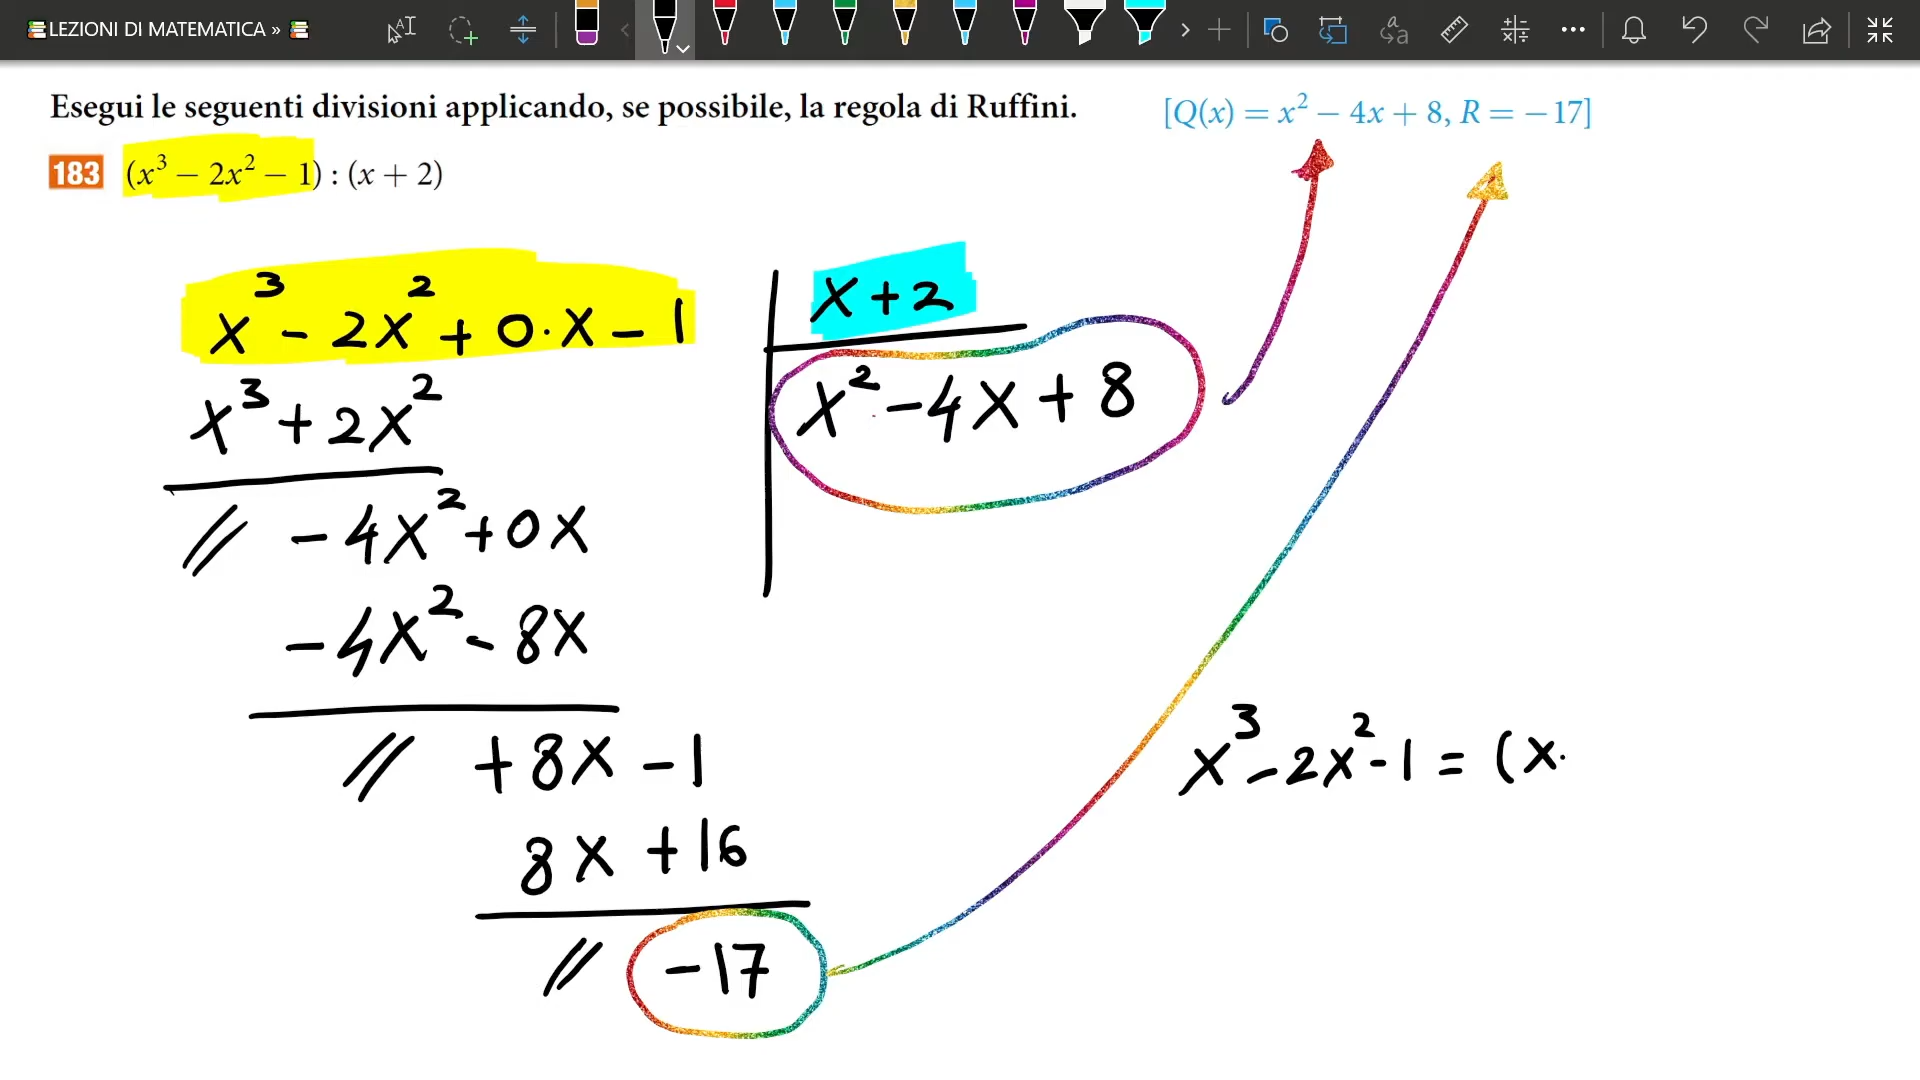 LEZIONI DI MATEMATICA »
Esegui le seguenti divisioni applicando, se possibile, la regola di Ruffini.
[Q(x) = x² − 4x + 8, R = −17]
183 (x³ − 2x² − 1) : (x + 2)
x³ - 2x² + 0·x - 1
x + 2
x³ + 2x²
x² - 4x + 8
// - 4x² + 0x
- 4x² - 8x
// + 8x - 1
x³ - 2x² - 1 = (x
8x + 16
// - 17